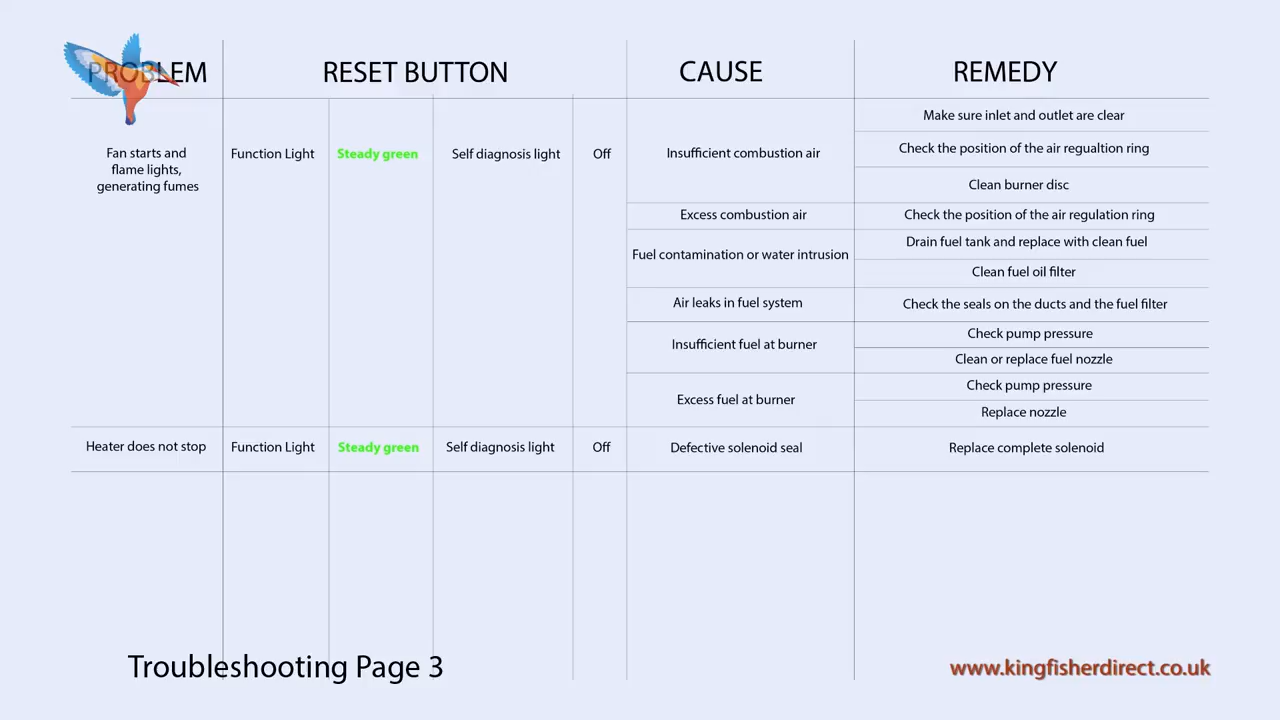 PROBLEM RESET BUTTON CAUSE REMEDY
Make sure inlet and outlet are clear
Fan starts and
flame lights,
generating fumes
Function Light Steady green Self diagnosis light Off Insufficient combustion air
Check the position of the air regualtion ring
Clean burner disc
Excess combustion air Check the position of the air regulation ring
Fuel contamination or water intrusion
Drain fuel tank and replace with clean fuel
Clean fuel oil filter
Air leaks in fuel system Check the seals on the ducts and the fuel filter
Insufficient fuel at burner
Check pump pressure
Clean or replace fuel nozzle
Excess fuel at burner
Check pump pressure
Replace nozzle
Heater does not stop Function Light Steady green Self diagnosis light Off Defective solenoid seal Replace complete solenoid
Troubleshooting Page 3
www.kingfisherdirect.co.uk